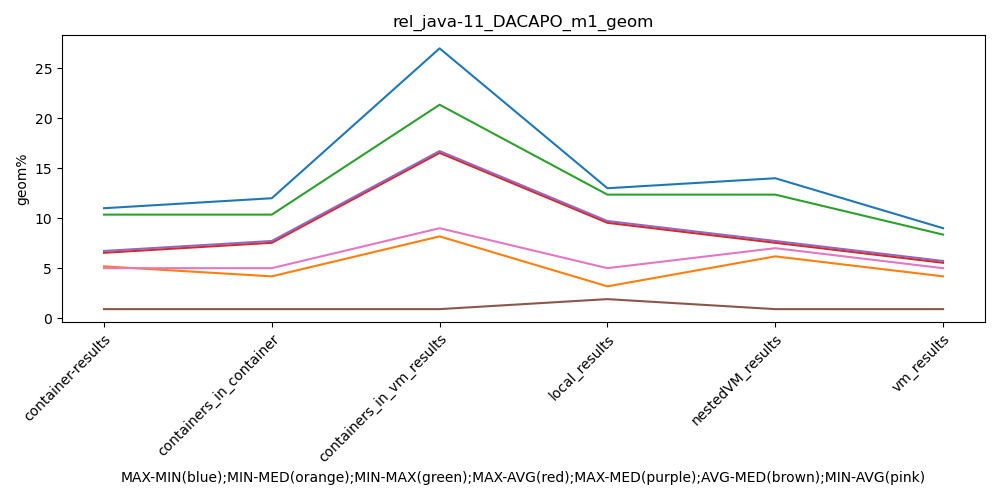 rel_java-11_DACAPO_m1_geom
geom%
25
20
15
10
5
0
container-results
containers_in_container
containers_in_vm_results
local_results
nestedVM_results
vm_results
MAX-MIN(blue);MIN-MED(orange);MIN-MAX(green);MAX-AVG(red);MAX-MED(purple);AVG-MED(brown);MIN-AVG(pink)